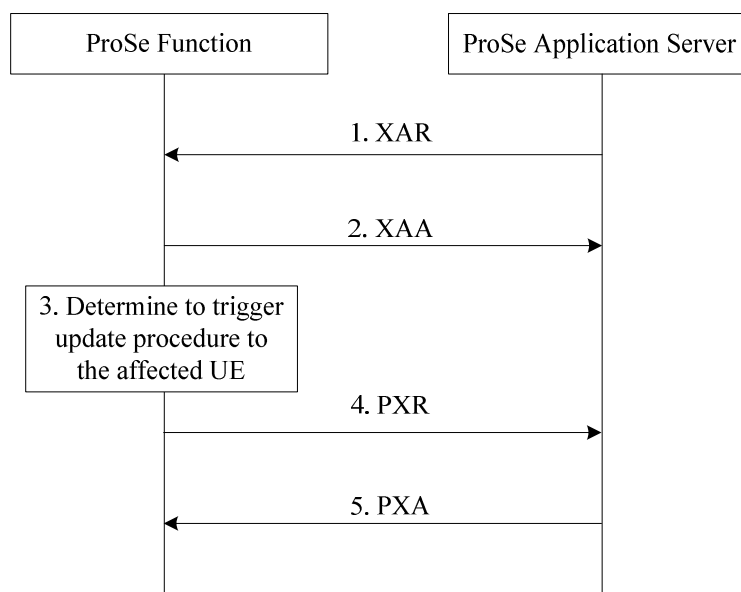 ProSe Function
ProSe Application Server
1. XAR
2. XAA
3. Determine to trigger
update procedure to
the affected UE
4. PXR
5. PXA